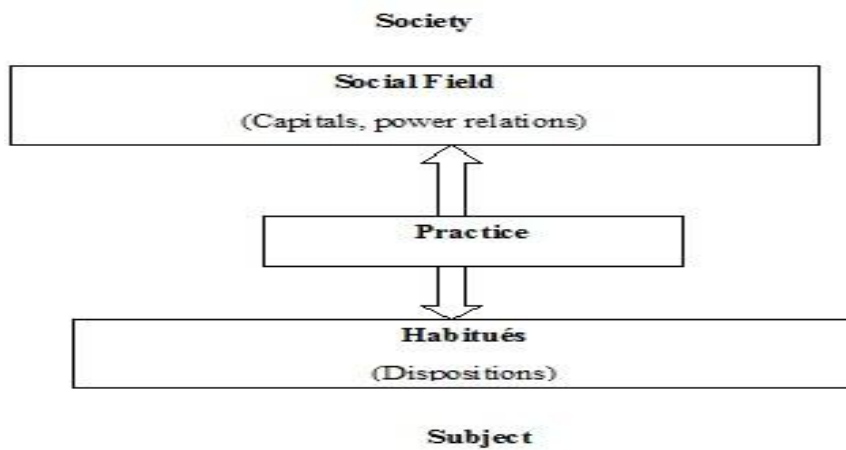 Society
Social Field
(Capitals, power relations)
Practice
Habitués
(Dispositions)
Subject